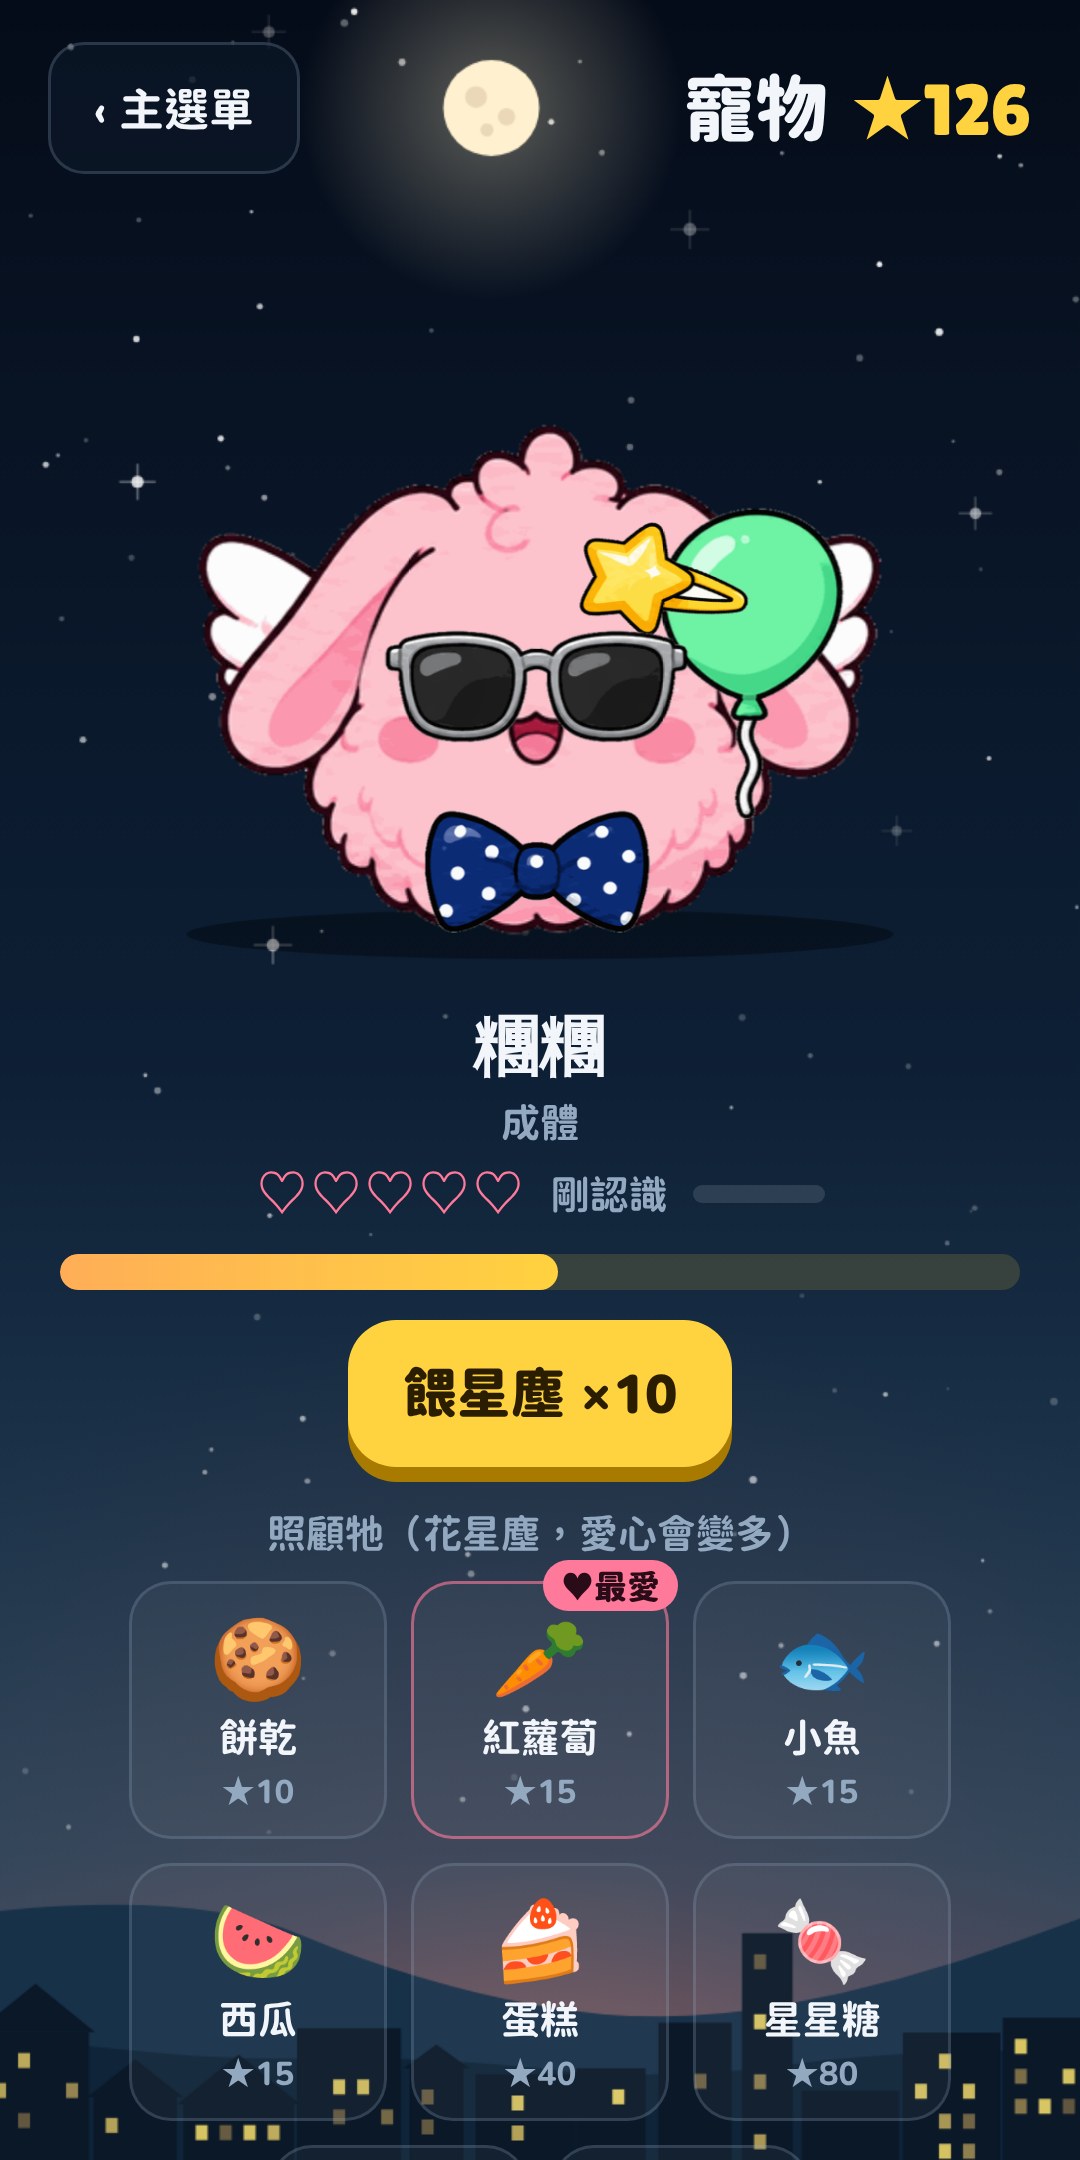 ‹ 主選單
寵物 ★126
糰糰
成體
♡♡♡♡♡ 剛認識
餵星塵 ×10
照顧牠（花星塵，愛心會變多）
♥最愛
餅乾
★10
紅蘿蔔
★15
小魚
★15
西瓜
★15
蛋糕
★40
星星糖
★80